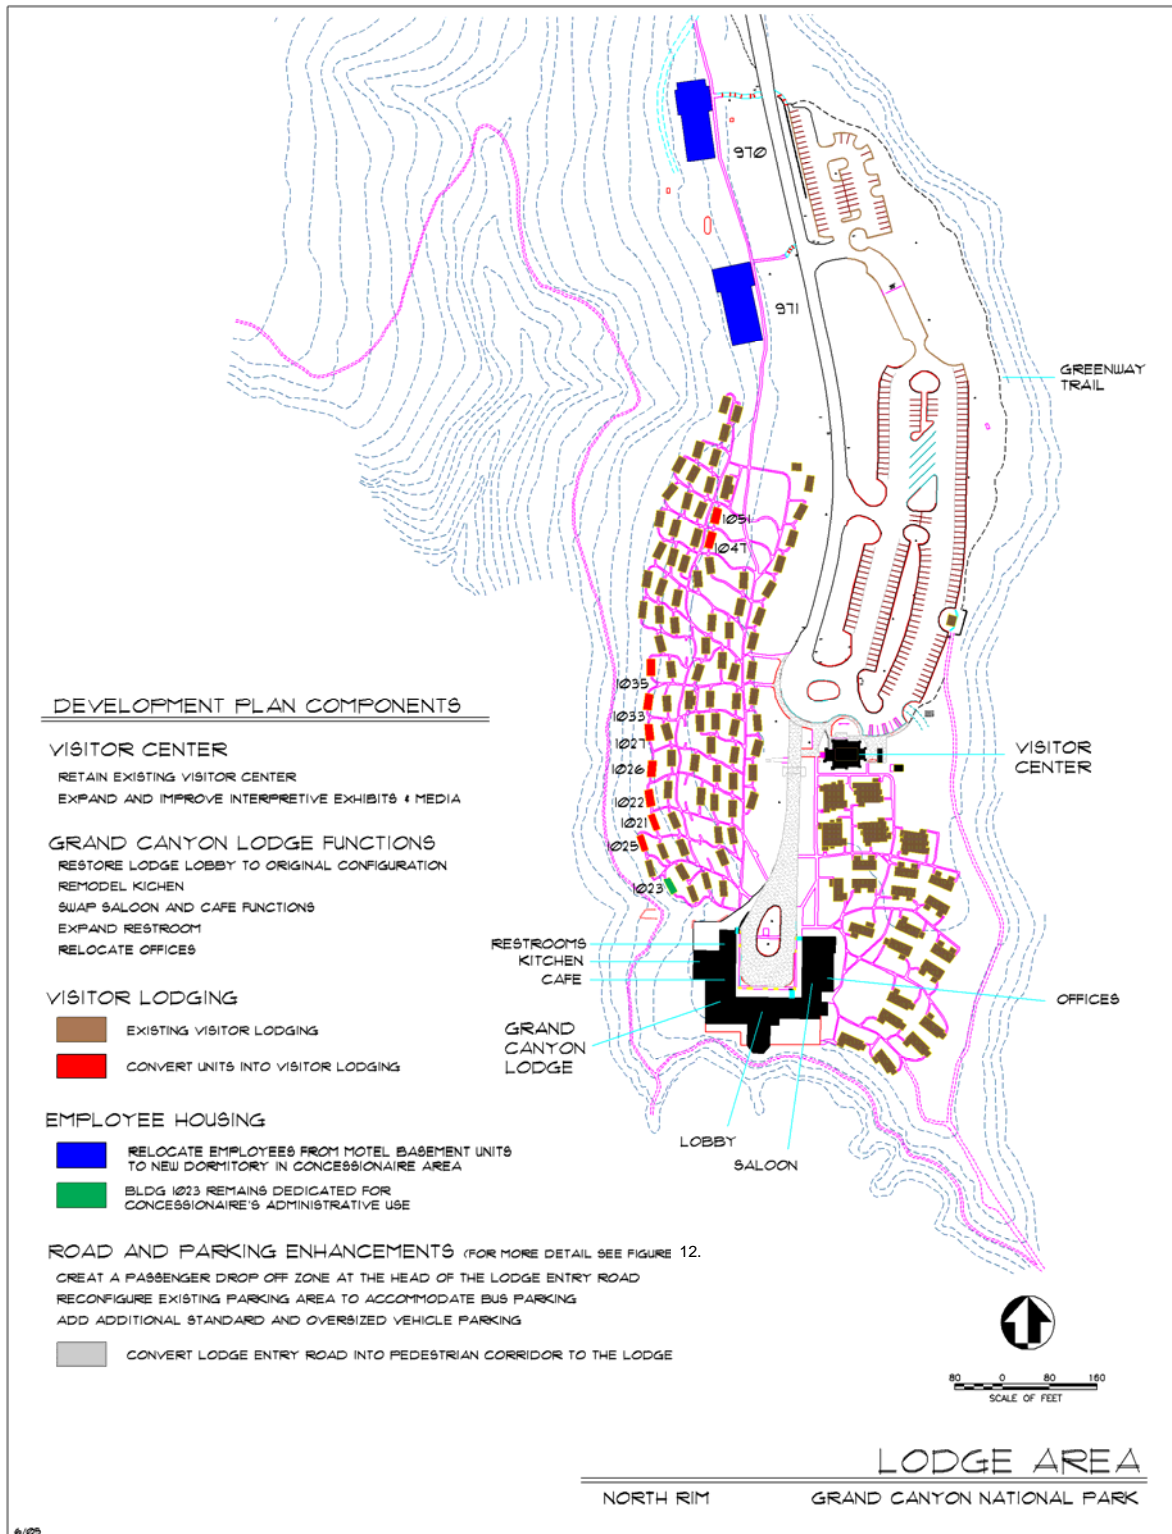 970
971
GREENWAY
TRAIL
1051
1047
1035
1033
1027
1026
1022
1021
1025
1023
VISITOR
CENTER
RESTROOMS
KITCHEN
CAFE
GRAND
CANYON
LODGE
OFFICES
LOBBY
SALOON
DEVELOPMENT PLAN COMPONENTS
VISITOR CENTER
RETAIN EXISTING VISITOR CENTER
EXPAND AND IMPROVE INTERPRETIVE EXHIBITS & MEDIA
GRAND CANYON LODGE FUNCTIONS
RESTORE LODGE LOBBY TO ORIGINAL CONFIGURATION
REMODEL KICHEN
SWAP SALOON AND CAFE FUNCTIONS
EXPAND RESTROOM
RELOCATE OFFICES
VISITOR LODGING
EXISTING VISITOR LODGING
CONVERT UNITS INTO VISITOR LODGING
EMPLOYEE HOUSING
RELOCATE EMPLOYEES FROM MOTEL BASEMENT UNITS
TO NEW DORMITORY IN CONCESSIONAIRE AREA
BLDG 1023 REMAINS DEDICATED FOR
CONCESSIONAIRE'S ADMINISTRATIVE USE
ROAD AND PARKING ENHANCEMENTS (FOR MORE DETAIL SEE FIGURE 12.
CREAT A PASSENGER DROP OFF ZONE AT THE HEAD OF THE LODGE ENTRY ROAD
RECONFIGURE EXISTING PARKING AREA TO ACCOMMODATE BUS PARKING
ADD ADDITIONAL STANDARD AND OVERSIZED VEHICLE PARKING
CONVERT LODGE ENTRY ROAD INTO PEDESTRIAN CORRIDOR TO THE LODGE
80 0 80 160
SCALE OF FEET
LODGE AREA
NORTH RIM GRAND CANYON NATIONAL PARK